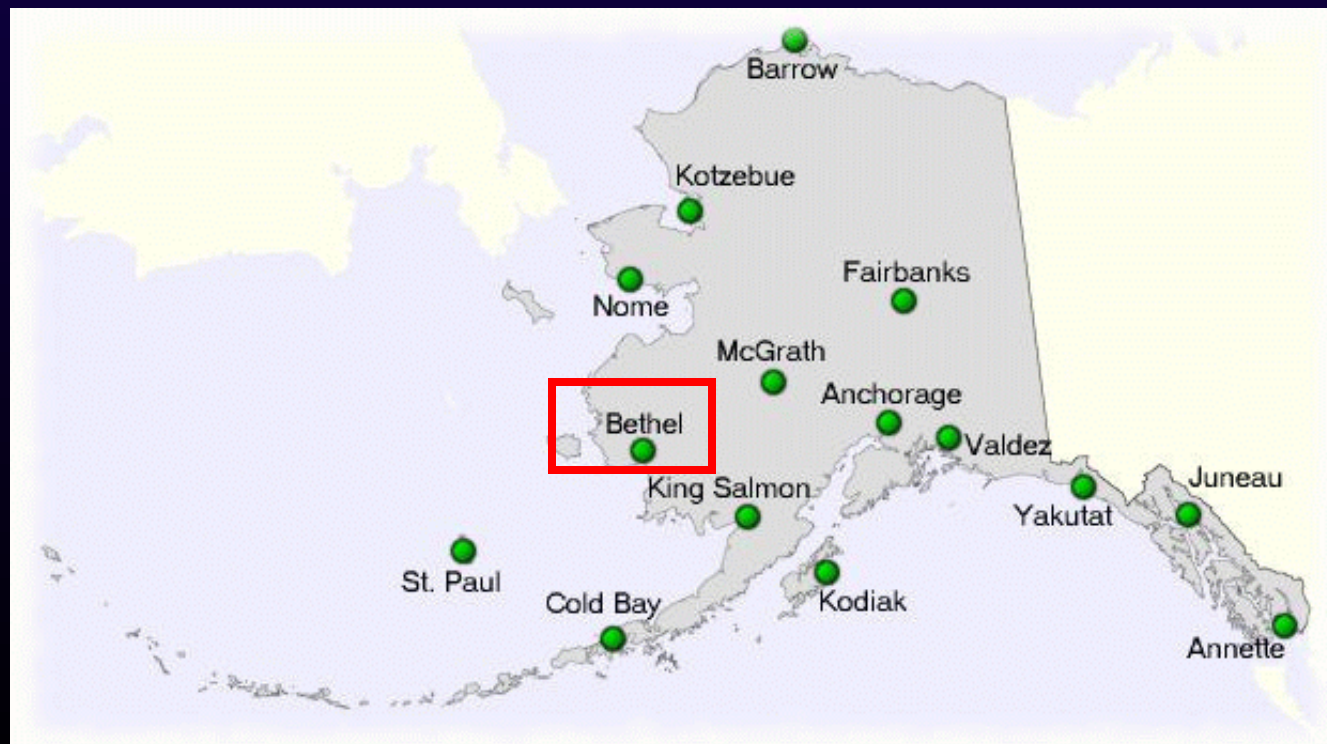 Barrow
Kotzebue
Fairbanks
Nome
McGrath
Anchorage
Bethel
Valdez
King Salmon
Juneau
Yakutat
St. Paul
Cold Bay
Kodiak
Annette